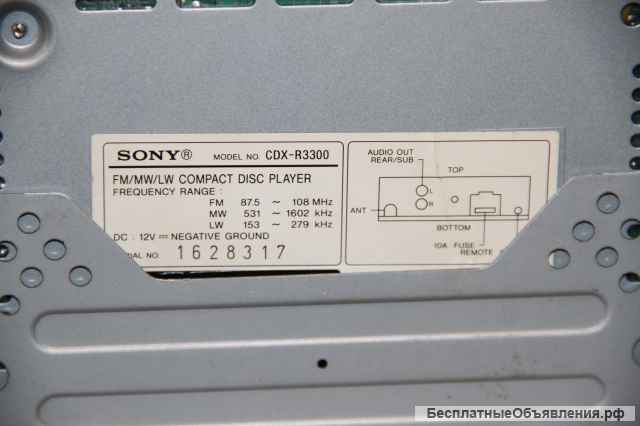 SONY® MODEL NO. CDX-R3300
FM/MW/LW COMPACT DISC PLAYER
FREQUENCY RANGE :
FM 87.5 ~ 108 MHz
MW 531 ~ 1602 kHz
LW 153 ~ 279 kHz
DC : 12V ⎓ NEGATIVE GROUND
IAL NO. 1628317
AUDIO OUT
REAR/SUB
TOP
L
R
ANT
BOTTOM
10A FUSE
REMOTE
БесплатныеОбъявления.рф